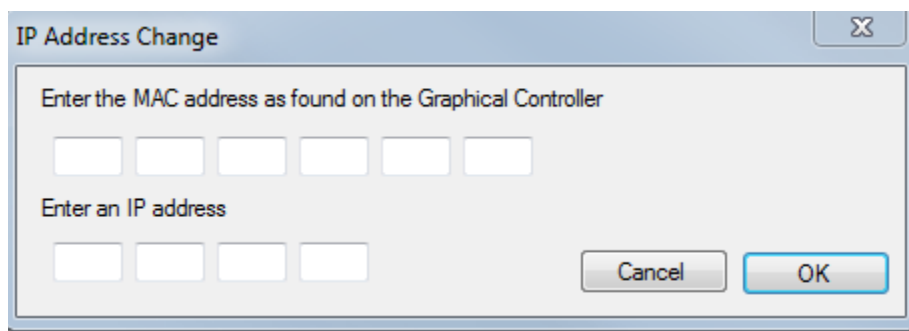 IP Address Change
Enter the MAC address as found on the Graphical Controller
Enter an IP address
Cancel OK